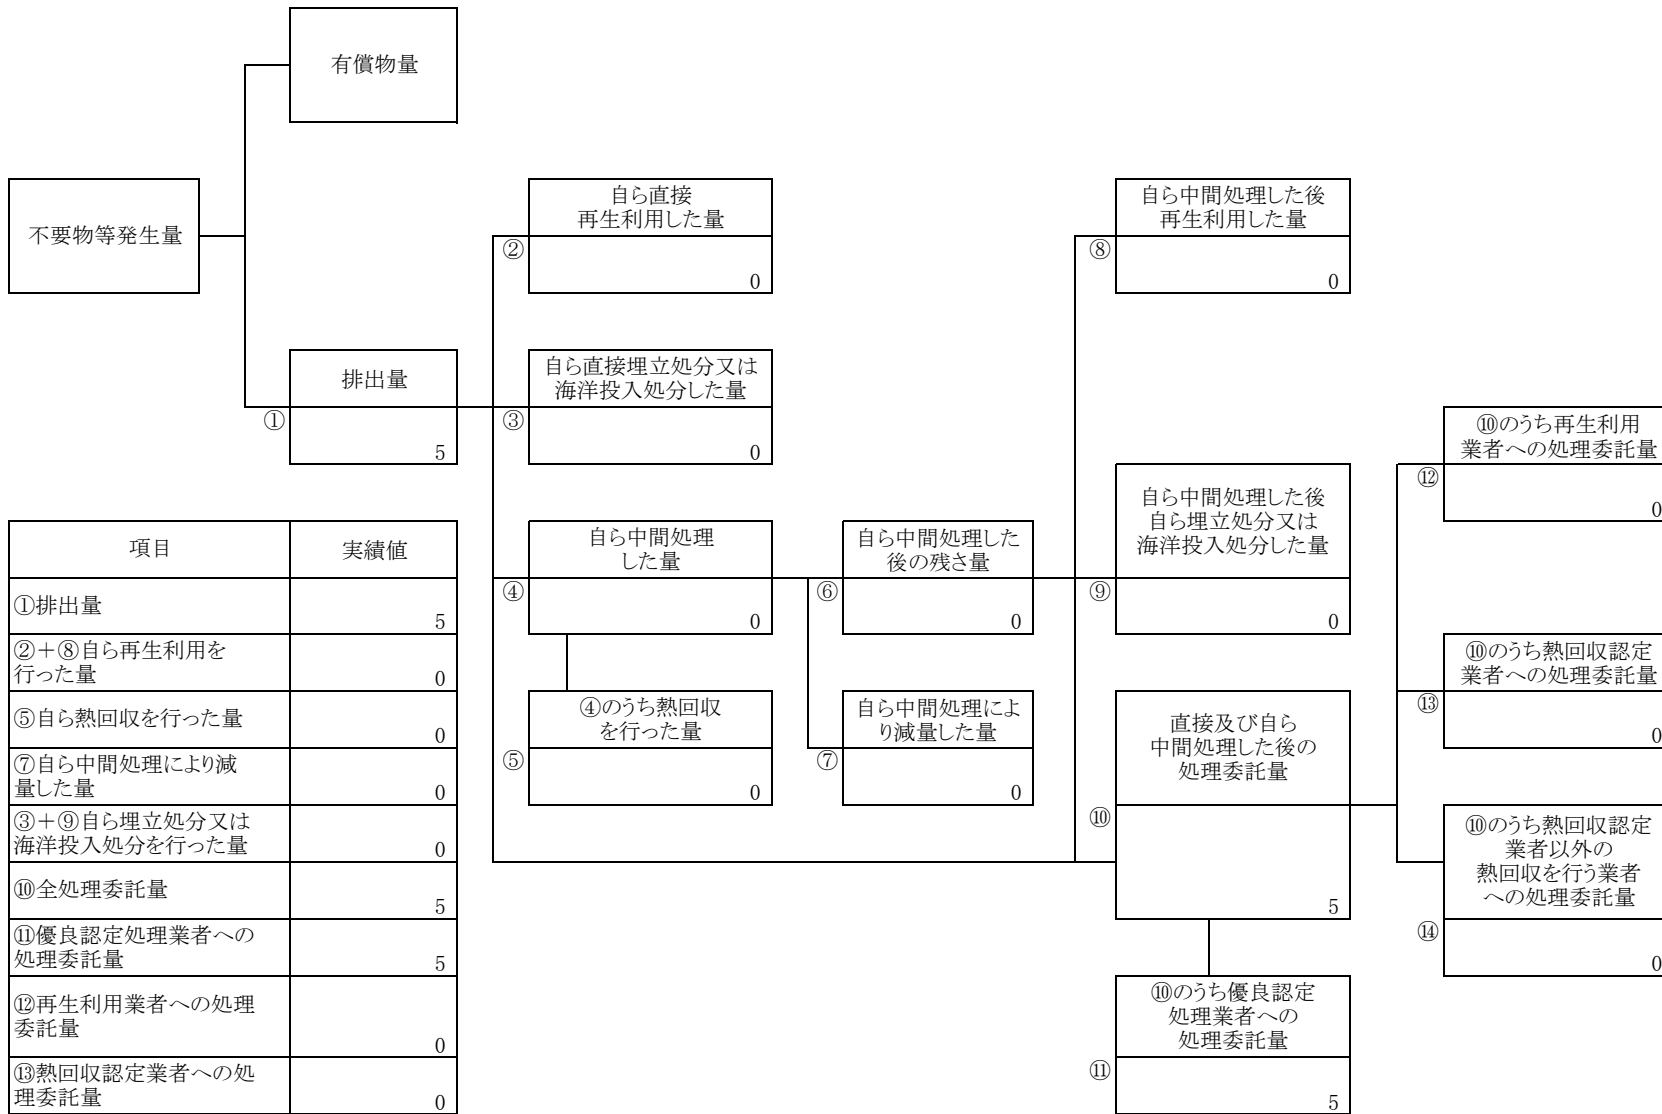 有償物量
不要物等発生量
自ら直接
再生利用した量
②
0
自ら中間処理した後
再生利用した量
⑧
0
排出量
①
5
自ら直接埋立処分又は
海洋投入処分した量
③
0
⑩のうち再生利用
業者への処理委託量
⑫
0
自ら中間処理した後
自ら埋立処分又は
海洋投入処分した量
⑨
0
自ら中間処理
した量
④
0
自ら中間処理した
後の残さ量
⑥
0
⑩のうち熱回収認定
業者への処理委託量
⑬
0
④のうち熱回収
を行った量
⑤
0
自ら中間処理によ
り減量した量
⑦
0
直接及び自ら
中間処理した後の
処理委託量
⑩
5
⑩のうち熱回収認定
業者以外の
熱回収を行う業者
への処理委託量
⑭
0
⑩のうち優良認定
処理業者への
処理委託量
⑪
5
項目 実績値
①排出量 5
②＋⑧自ら再生利用を
行った量 0
⑤自ら熱回収を行った量 0
⑦自ら中間処理により減
量した量 0
③＋⑨自ら埋立処分又は
海洋投入処分を行った量 0
⑩全処理委託量 5
⑪優良認定処理業者への
処理委託量 5
⑫再生利用業者への処理
委託量 0
⑬熱回収認定業者への処
理委託量 0